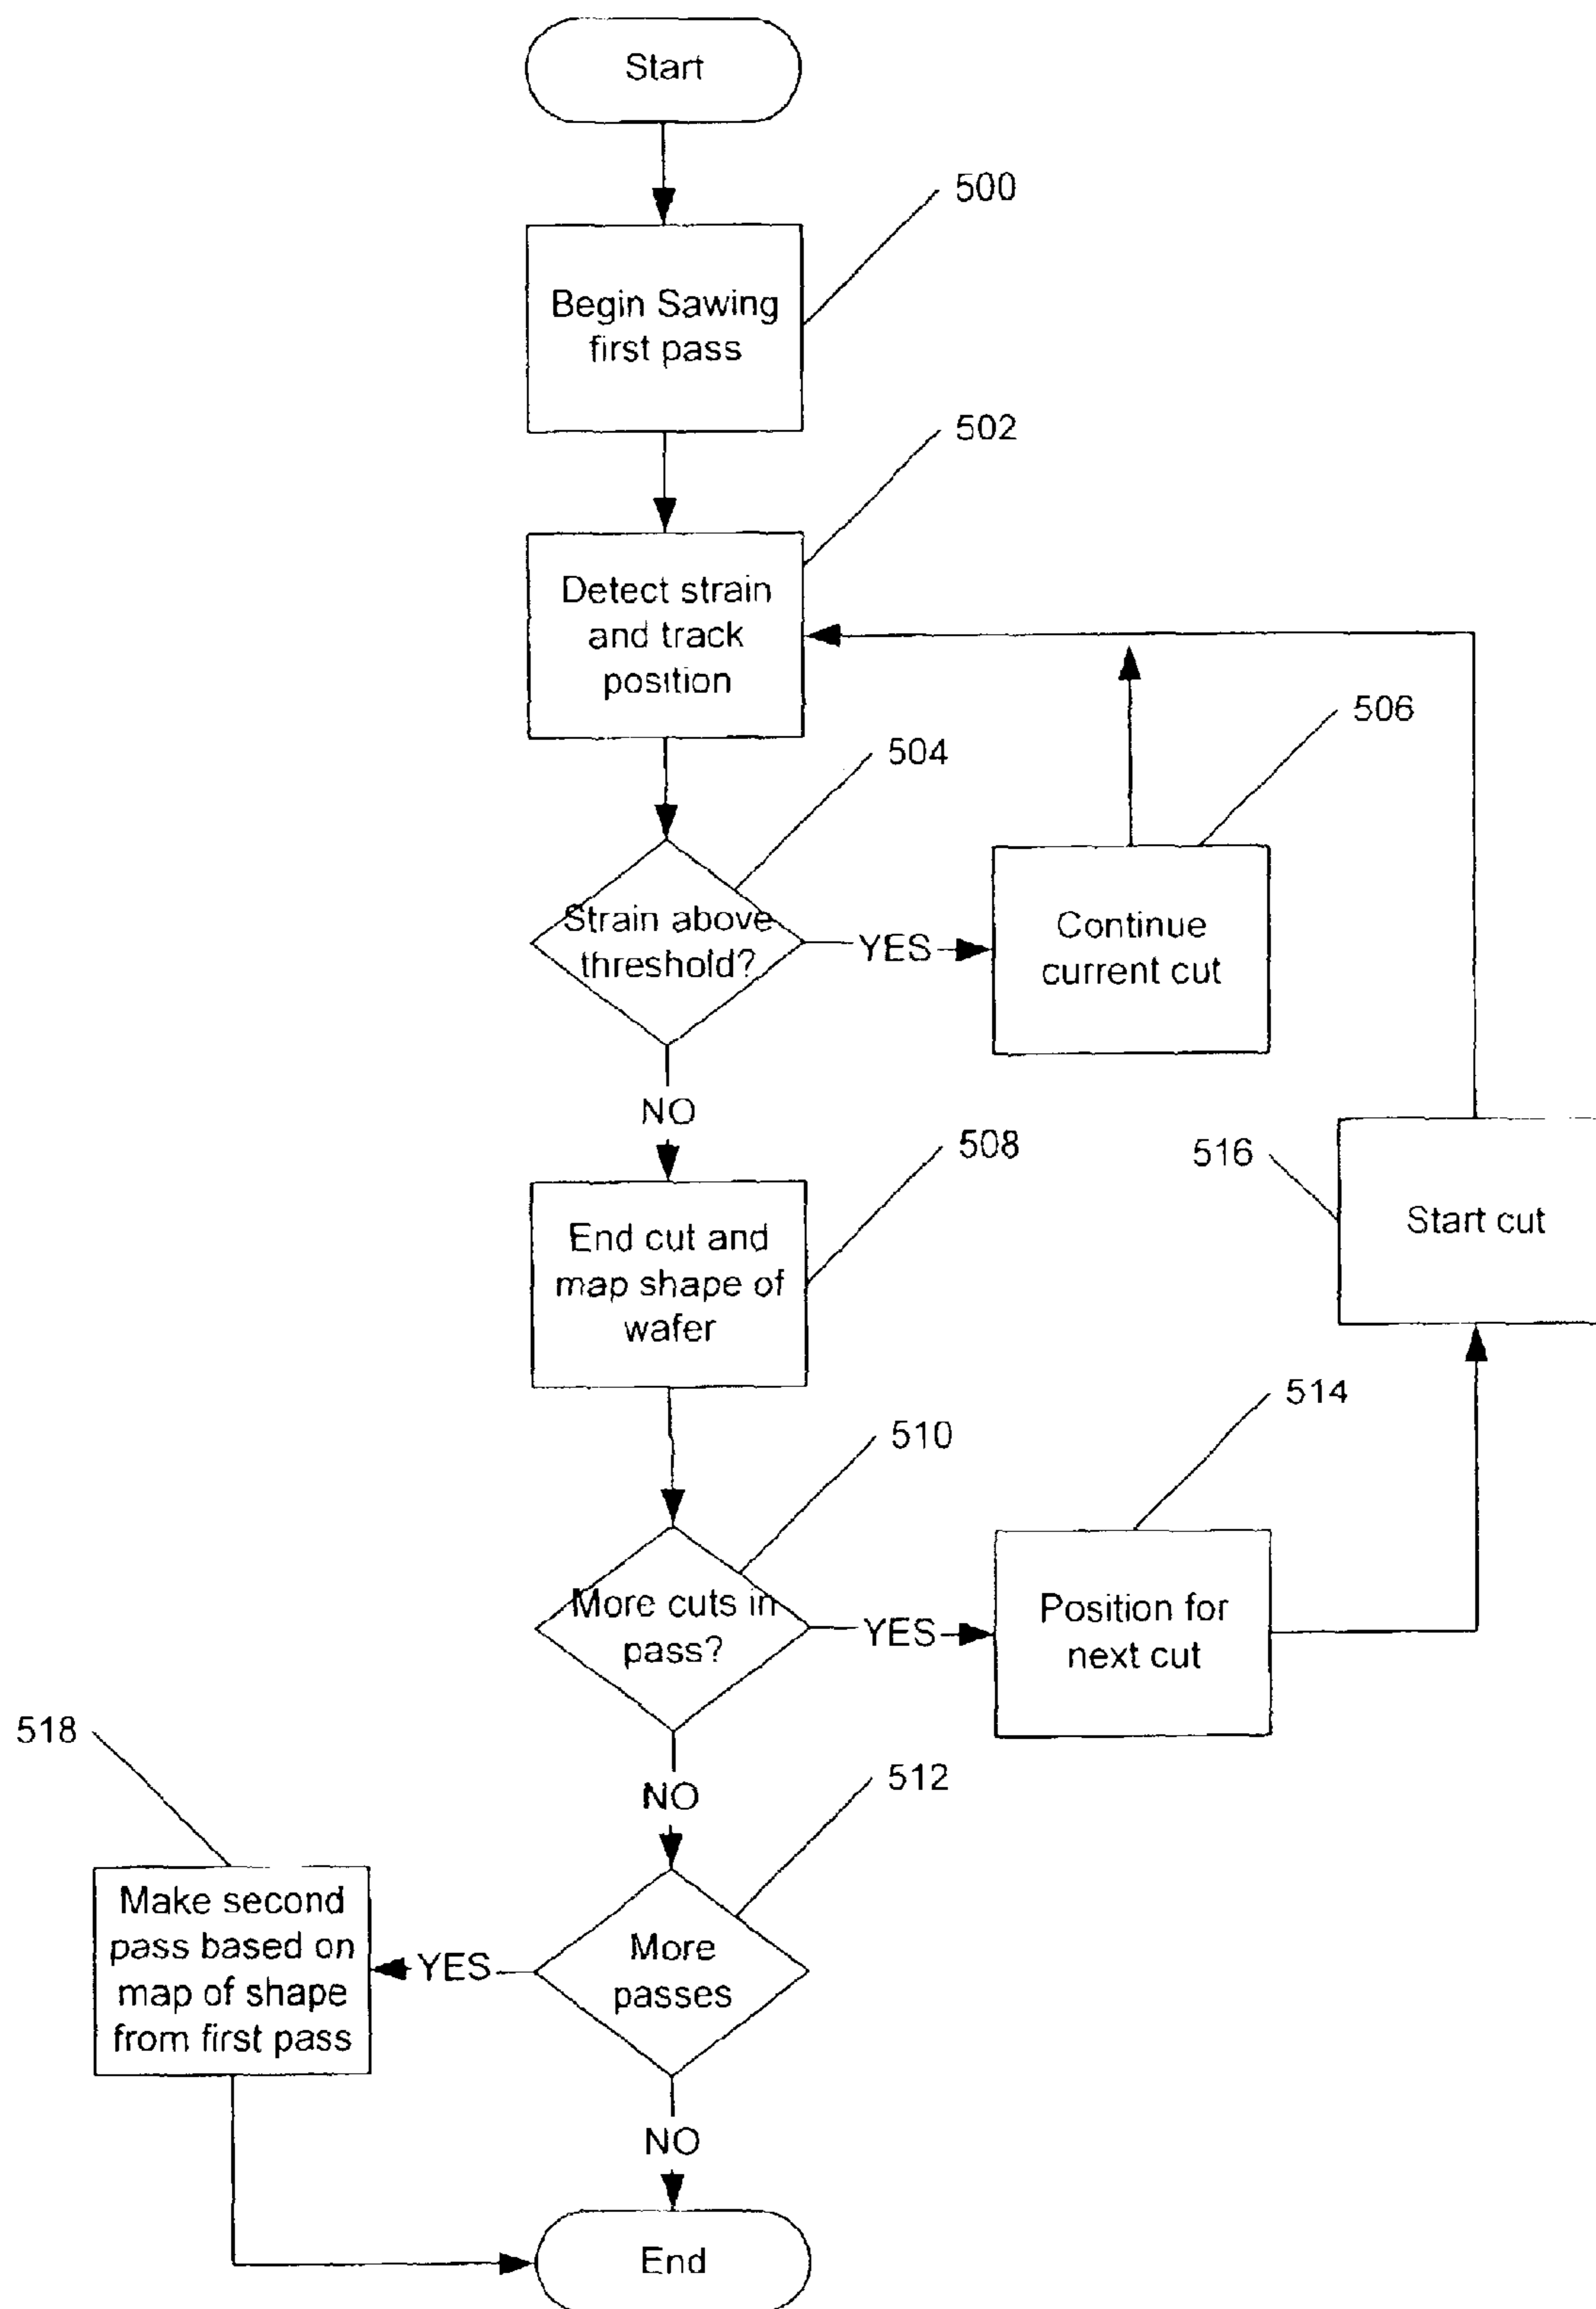 Start
500
Begin Sawing
first pass
502
Detect strain
and track
position
504
506
Strain above
threshold?
YES
Continue
current cut
NO
508
516
Start cut
End cut and
map shape of
wafer
514
510
More cuts in
pass?
YES
Position for
next cut
518
NO
512
Make second
pass based on
map of shape
from first pass
YES
More
passes
NO
End